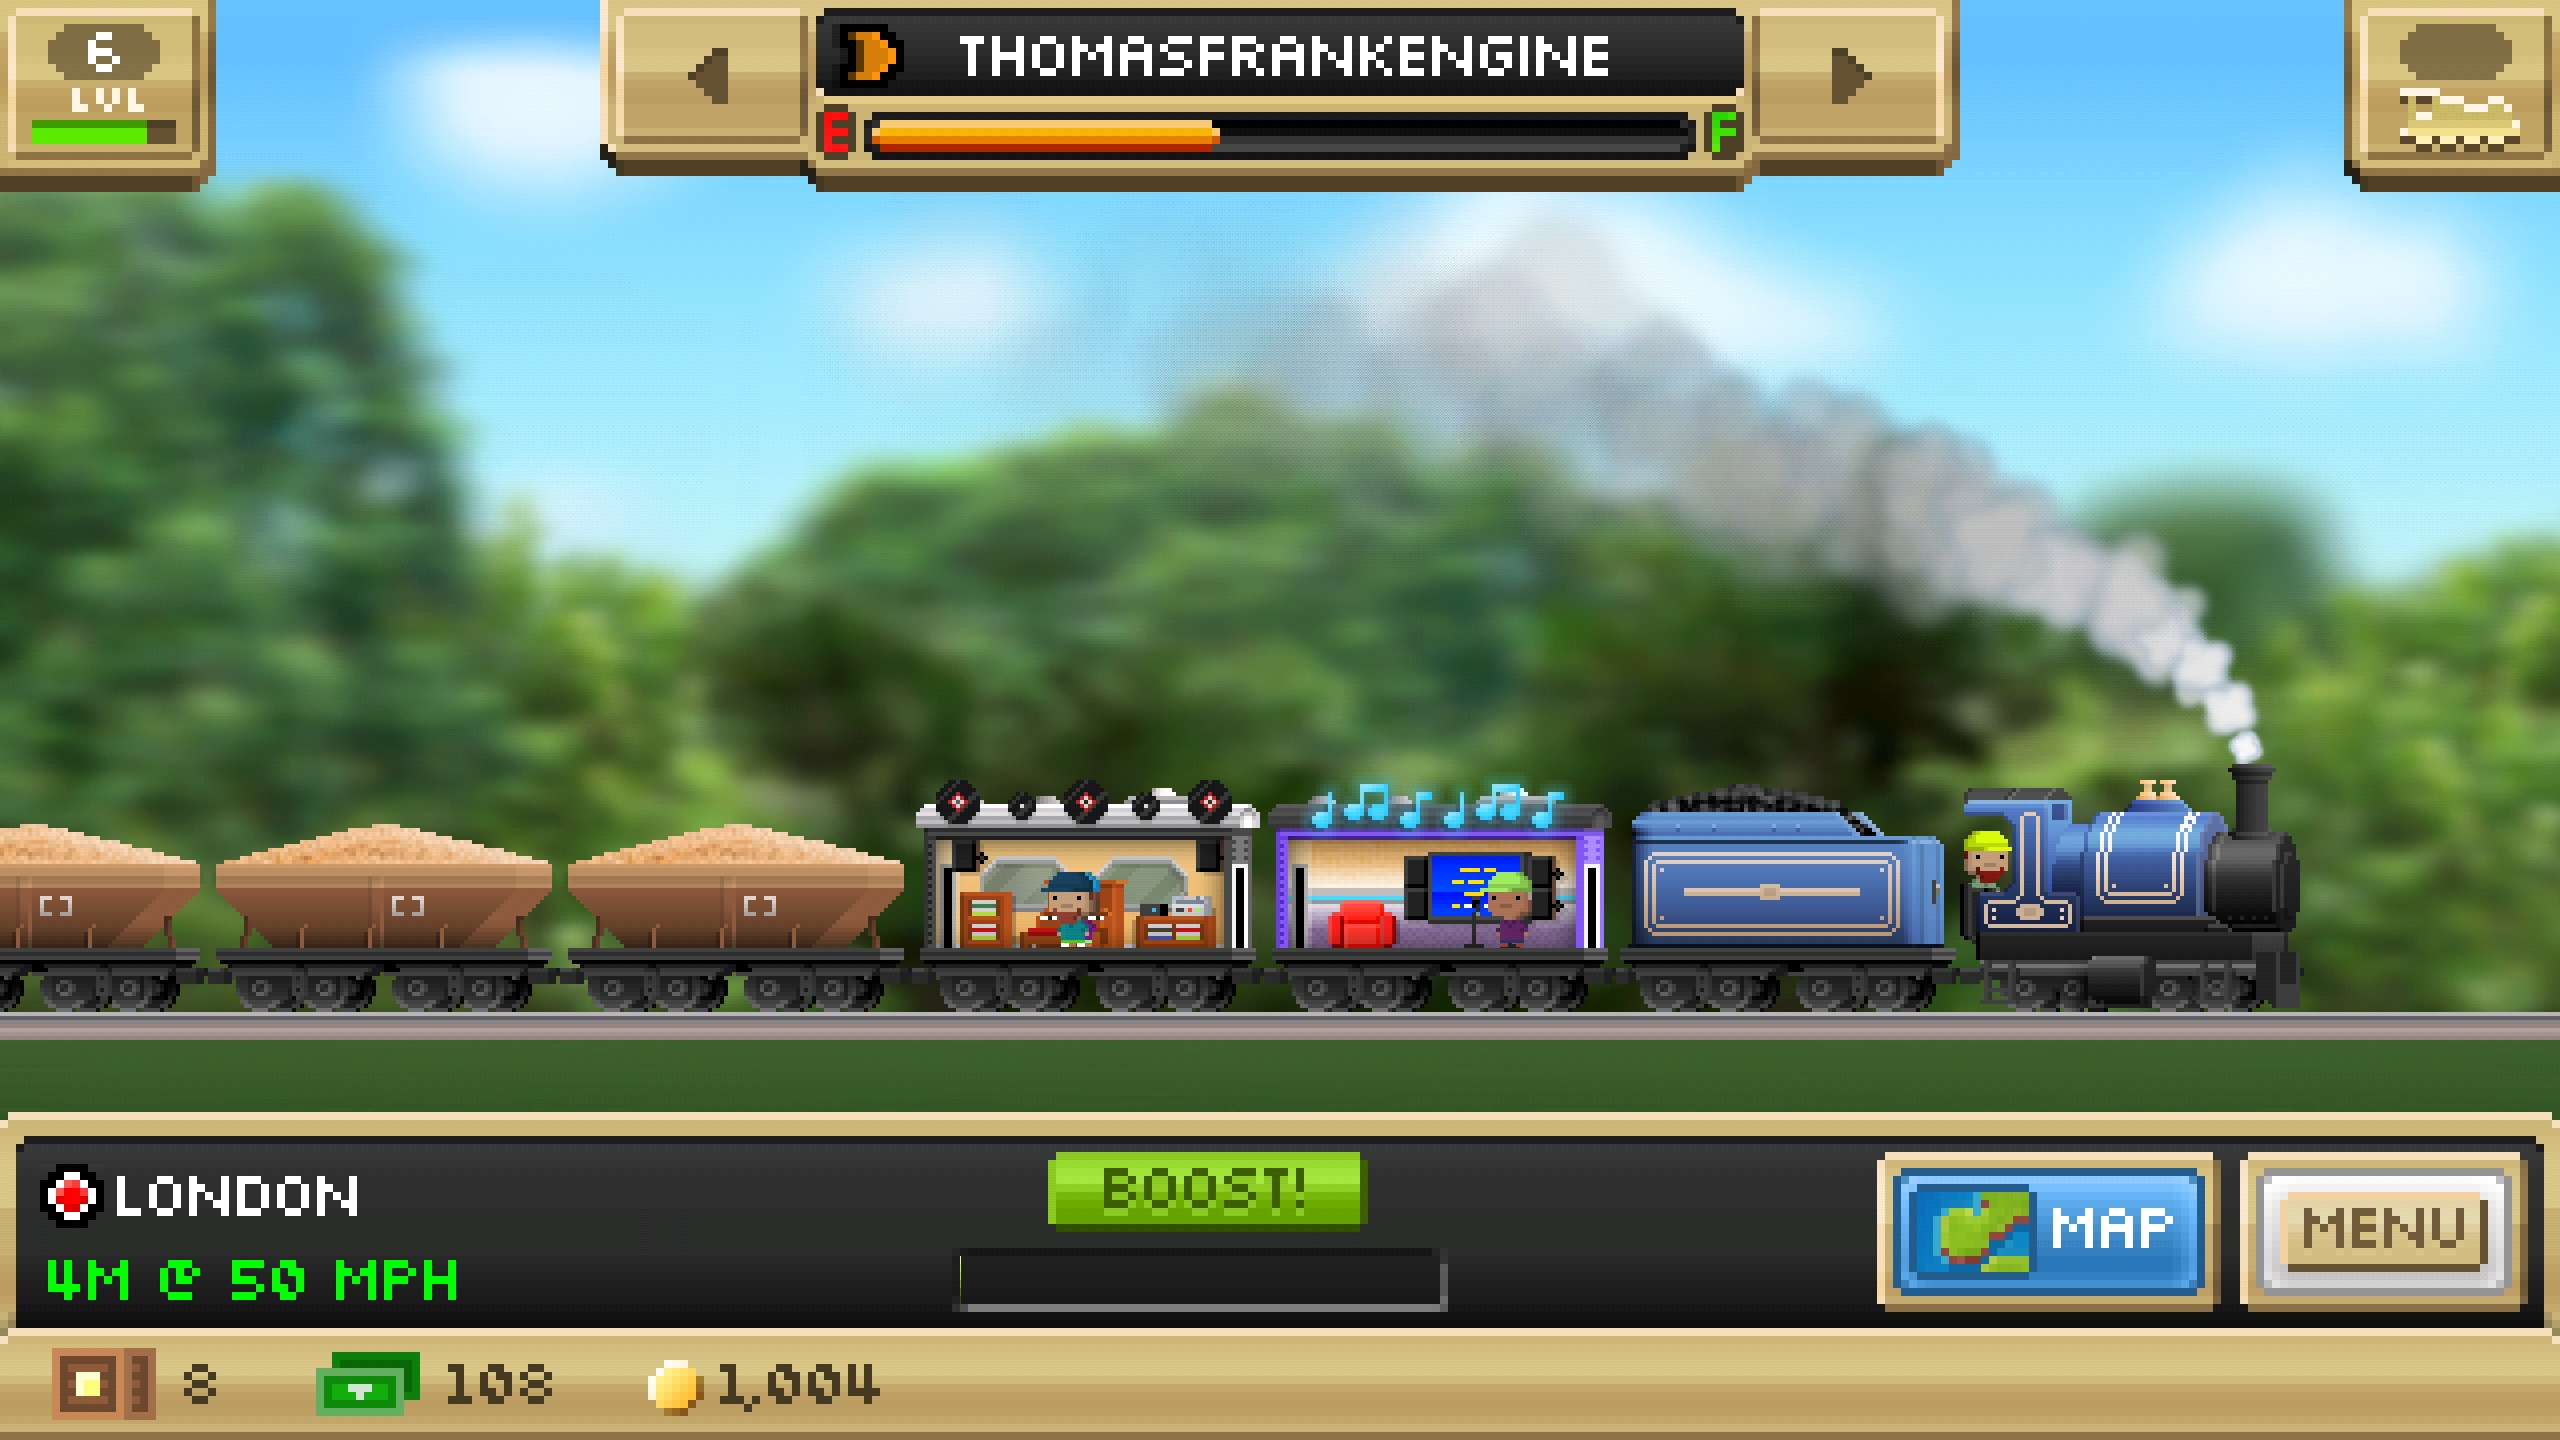 6
LVL
THOMASFRANKENGINE
E F
LONDON
4M @ 50 MPH
BOOST!
MAP
MENU
8 108 1,004